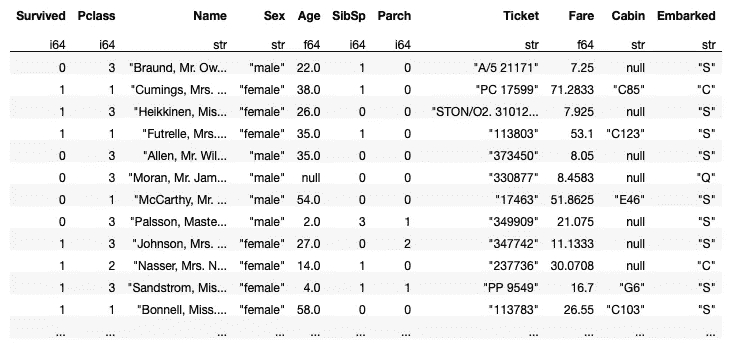 Survived Pclass Name Sex Age SibSp Parch Ticket Fare Cabin Embarked
i64 i64 str str f64 i64 i64 str f64 str str
0 3 "Braund, Mr. Ow... "male" 22.0 1 0 "A/5 21171" 7.25 null "S"
1 1 "Cumings, Mrs. ... "female" 38.0 1 0 "PC 17599" 71.2833 "C85" "C"
1 3 "Heikkinen, Mis... "female" 26.0 0 0 "STON/O2. 31012... 7.925 null "S"
1 1 "Futrelle, Mrs.... "female" 35.0 1 0 "113803" 53.1 "C123" "S"
0 3 "Allen, Mr. Wil... "male" 35.0 0 0 "373450" 8.05 null "S"
0 3 "Moran, Mr. Jam... "male" null 0 0 "330877" 8.4583 null "Q"
0 1 "McCarthy, Mr. ... "male" 54.0 0 0 "17463" 51.8625 "E46" "S"
0 3 "Palsson, Maste... "male" 2.0 3 1 "349909" 21.075 null "S"
1 3 "Johnson, Mrs. ... "female" 27.0 0 2 "347742" 11.1333 null "S"
1 2 "Nasser, Mrs. N... "female" 14.0 1 0 "237736" 30.0708 null "C"
1 3 "Sandstrom, Mis... "female" 4.0 1 1 "PP 9549" 16.7 "G6" "S"
1 1 "Bonnell, Miss.... "female" 58.0 0 0 "113783" 26.55 "C103" "S"
... ... ... ... ... ... ... ... ... ... ...